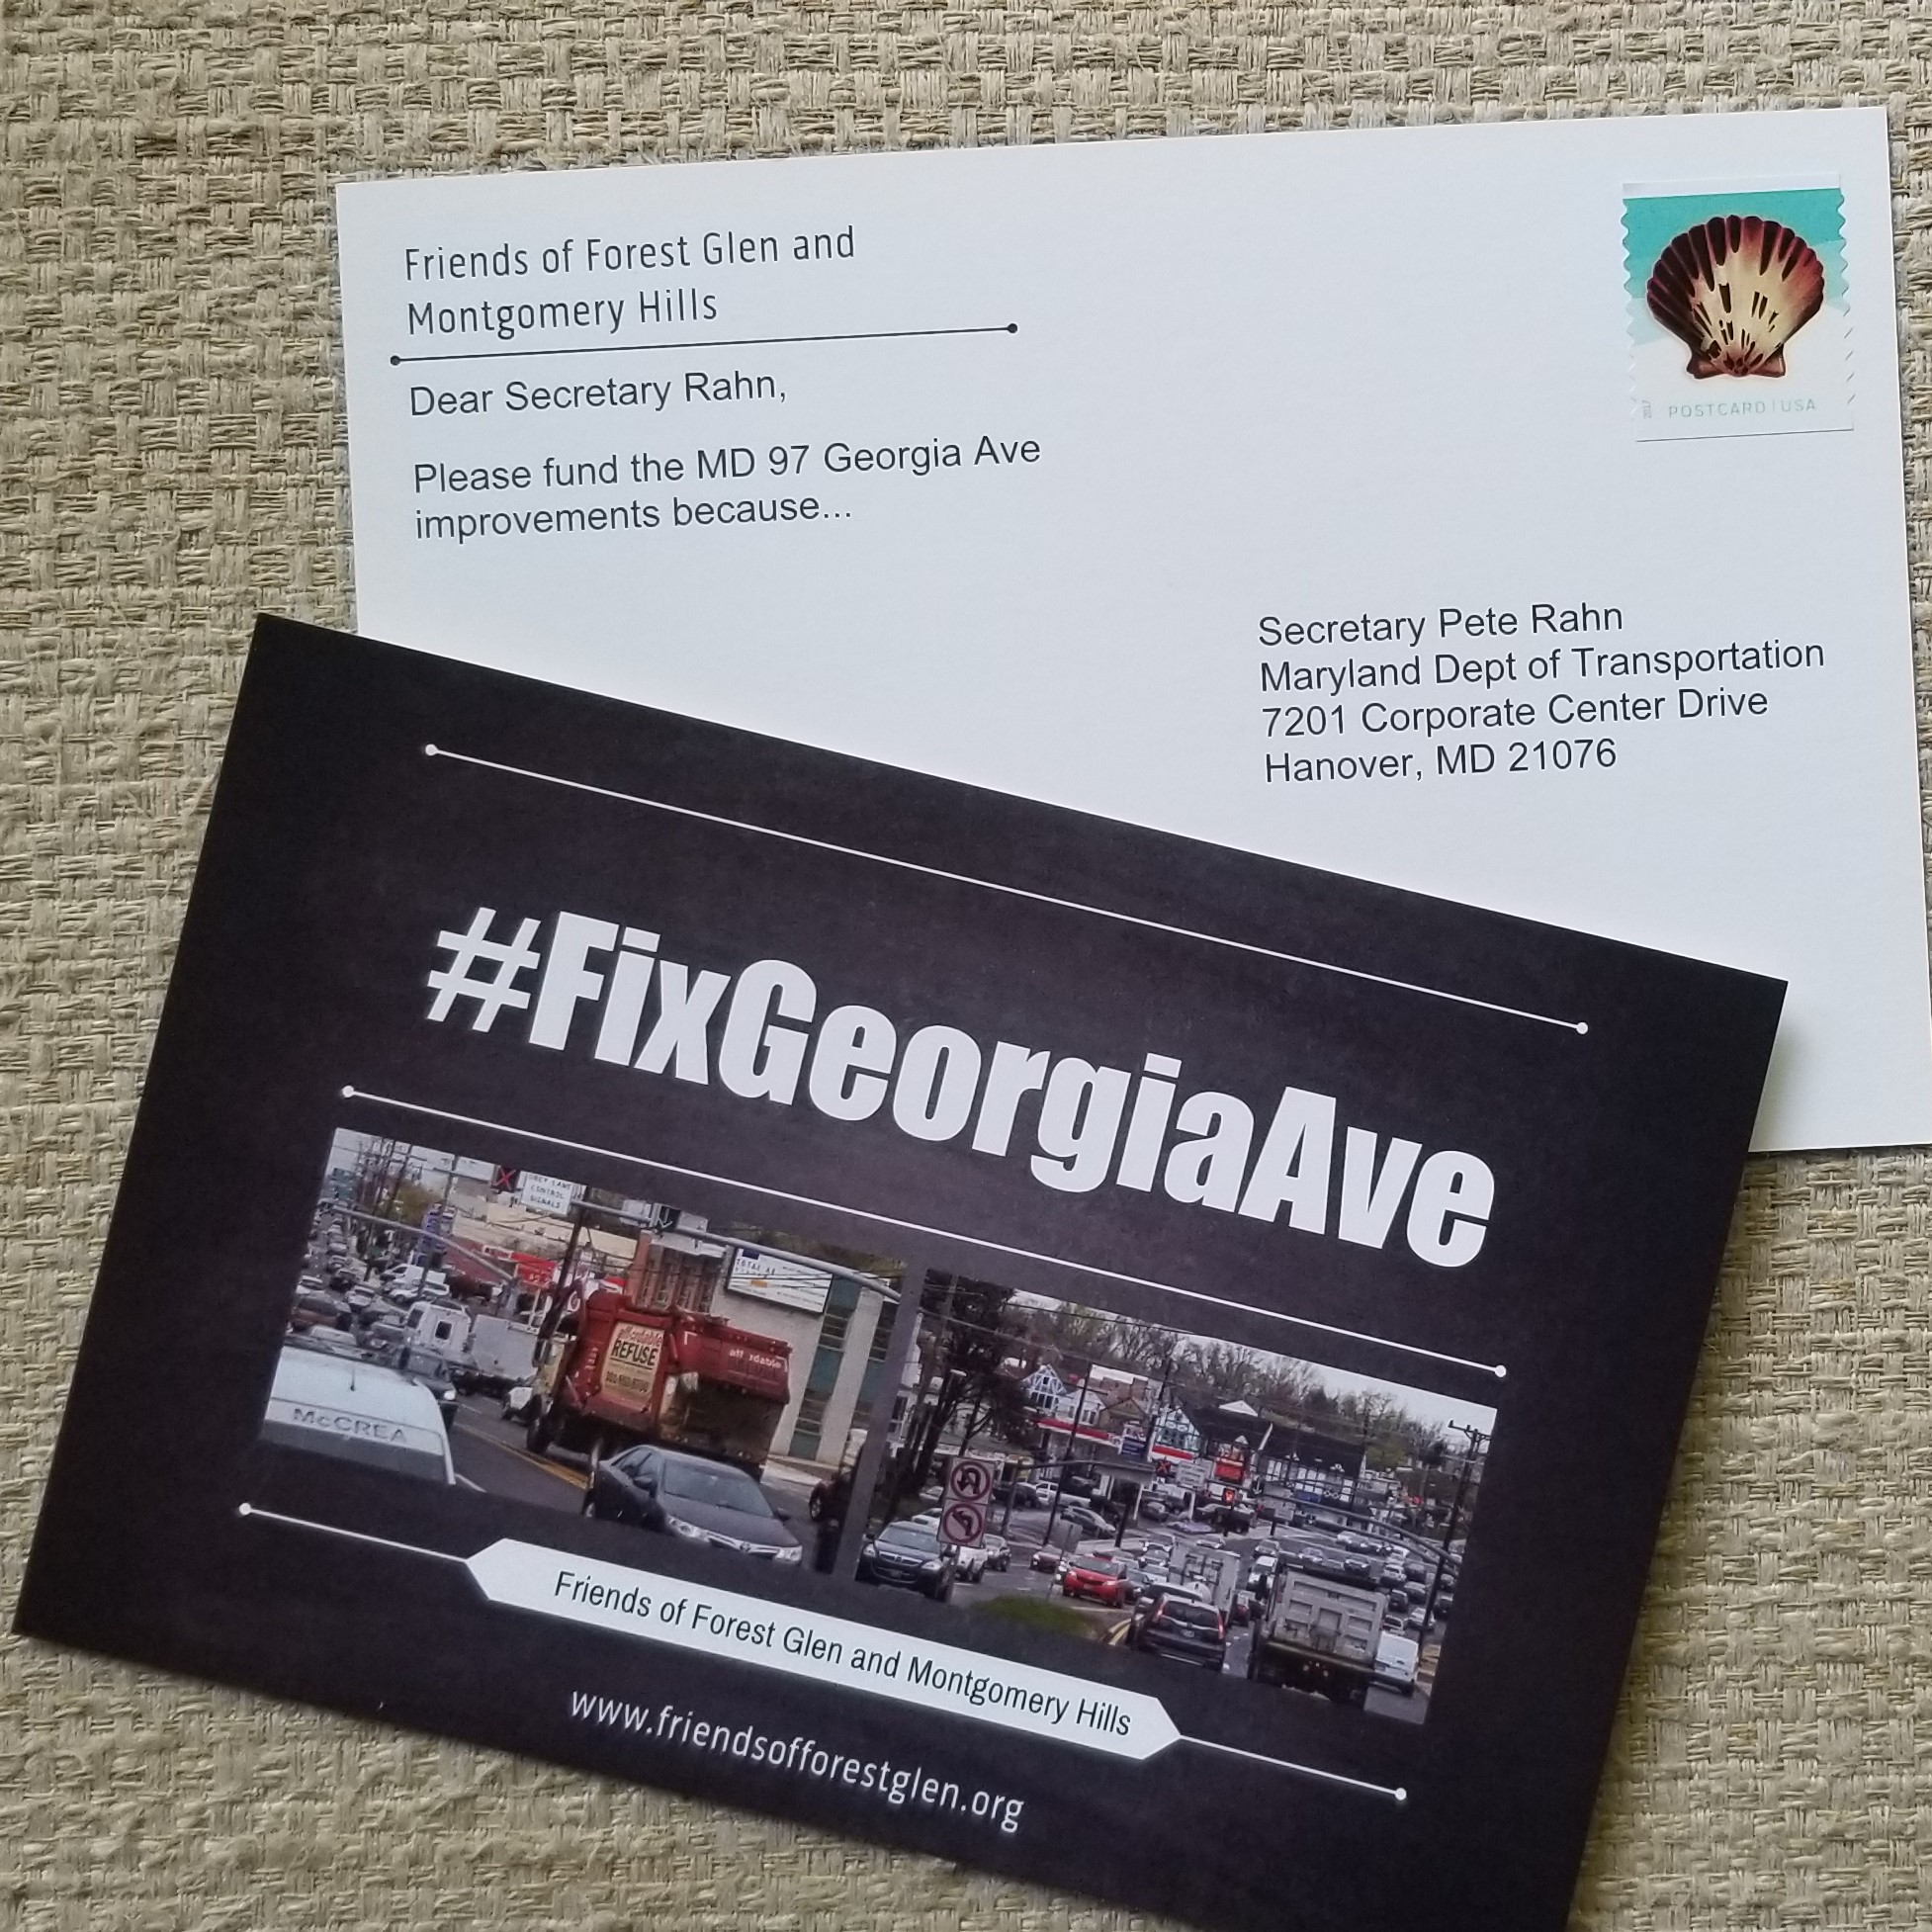 Friends of Forest Glen and
Montgomery Hills
Dear Secretary Rahn,
Please fund the MD 97 Georgia Ave
improvements because...
POSTCARD | USA
Secretary Pete Rahn
Maryland Dept of Transportation
7201 Corporate Center Drive
Hanover, MD 21076
#FixGeorgiaAve
CONTROL
SIGNALS
REFUSE
McCREA
Friends of Forest Glen and Montgomery Hills
www.friendsofforestglen.org